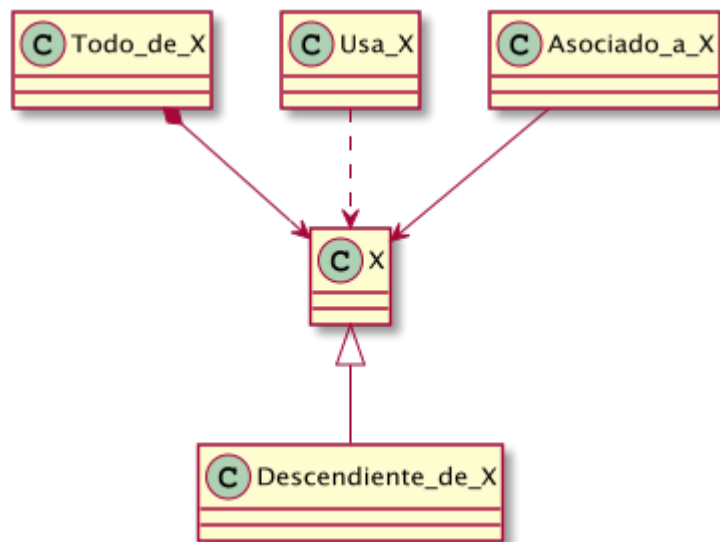 C Todo_de_X
C Usa_X
C Asociado_a_X
C X
C Descendiente_de_X